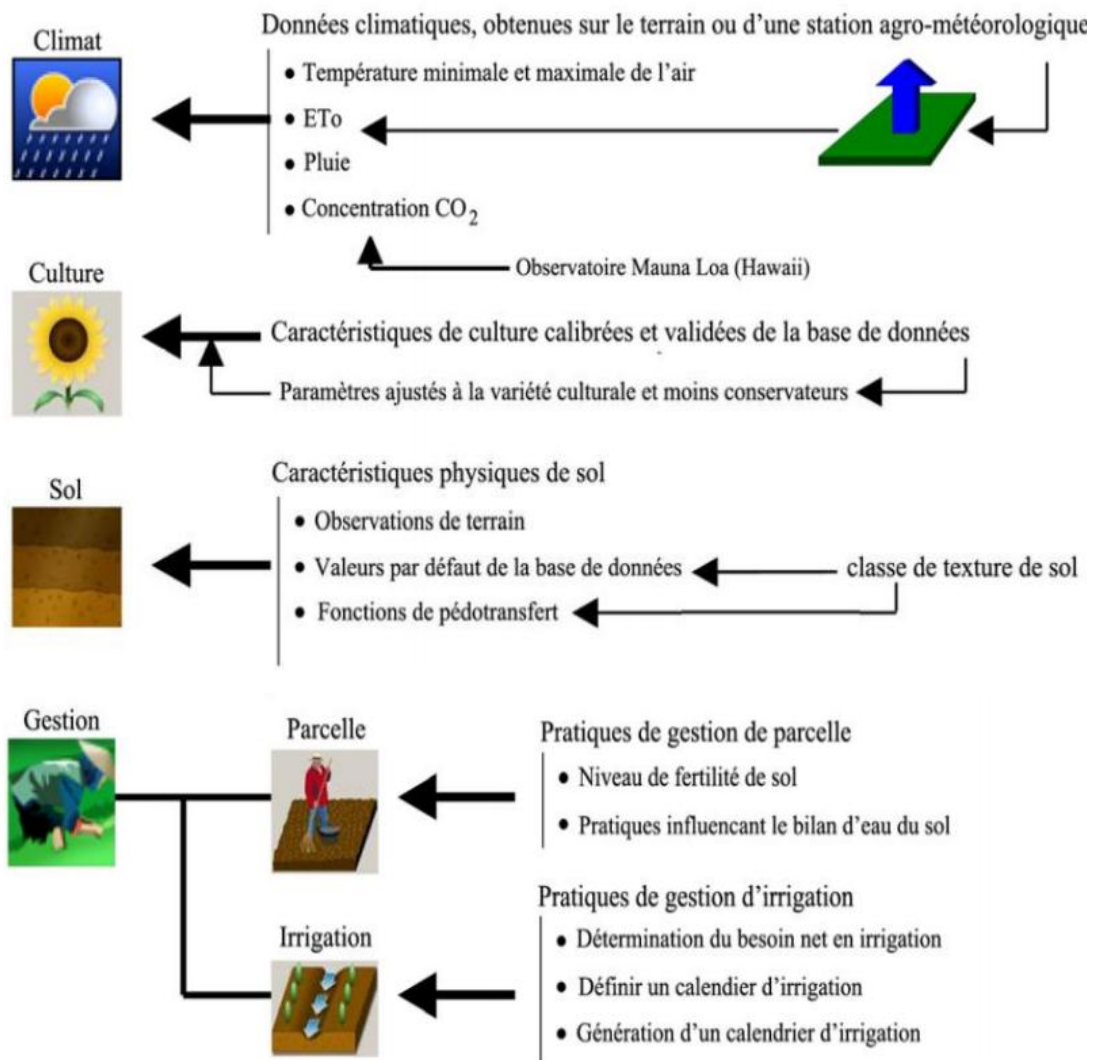 Données climatiques, obtenues sur le terrain ou d'une station agro-météorologique
Climat
• Température minimale et maximale de l'air
• ETo
• Pluie
• Concentration CO2
Observatoire Mauna Loa (Hawaii)
Culture
Caractéristiques de culture calibrées et validées de la base de données
Paramètres ajustés à la variété culturale et moins conservateurs
Caractéristiques physiques de sol
Sol
• Observations de terrain
• Valeurs par défaut de la base de données
classe de texture de sol
• Fonctions de pédotransfert
Gestion
Parcelle
Pratiques de gestion de parcelle
• Niveau de fertilité de sol
• Pratiques influencant le bilan d'eau du sol
Pratiques de gestion d'irrigation
Irrigation
• Détermination du besoin net en irrigation
• Définir un calendier d'irrigation
• Génération d'un calendrier d'irrigation